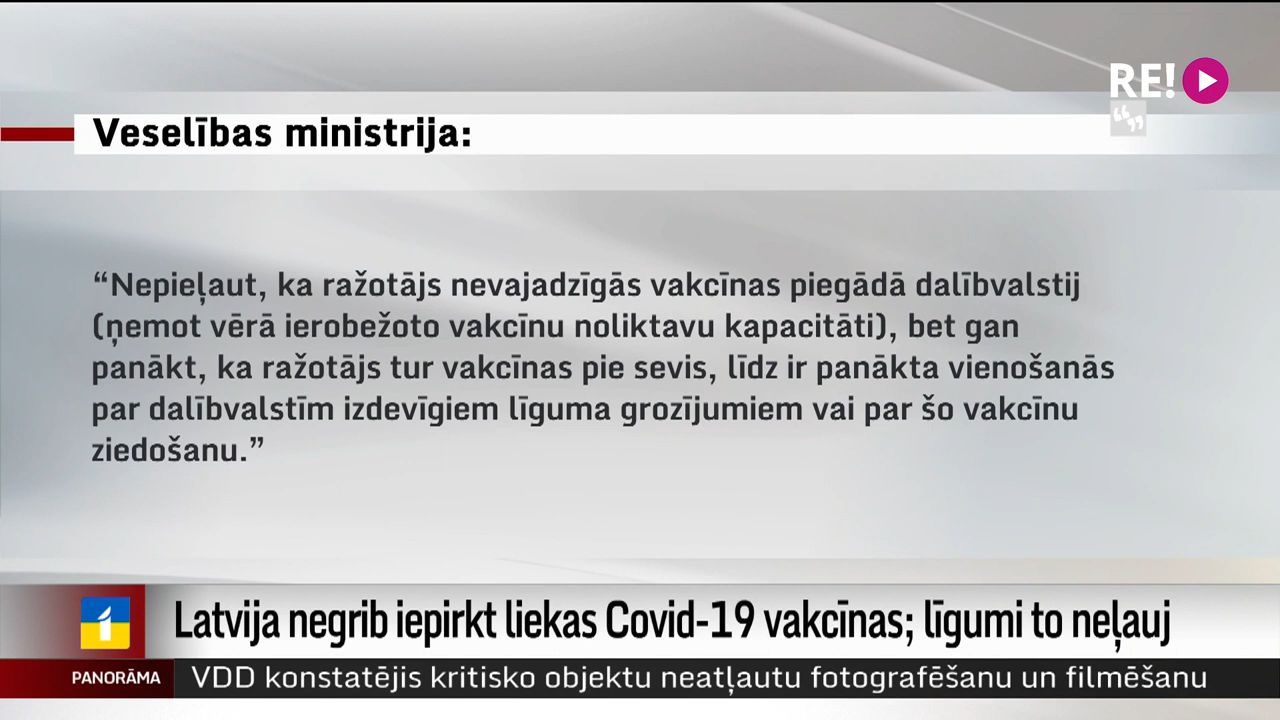 RE!
Veselības ministrija:
“Nepieļaut, ka ražotājs nevajadzīgās vakcīnas piegādā dalībvalstij
(ņemot vērā ierobežoto vakcīnu noliktavu kapacitāti), bet gan
panākt, ka ražotājs tur vakcīnas pie sevis, līdz ir panākta vienošanās
par dalībvalstīm izdevīgiem līguma grozījumiem vai par šo vakcīnu
ziedošanu.”
1
Latvija negrib iepirkt liekas Covid-19 vakcīnas; līgumi to neļauj
PANORĀMA VDD konstatējis kritisko objektu neatļautu fotografēšanu un filmēšanu